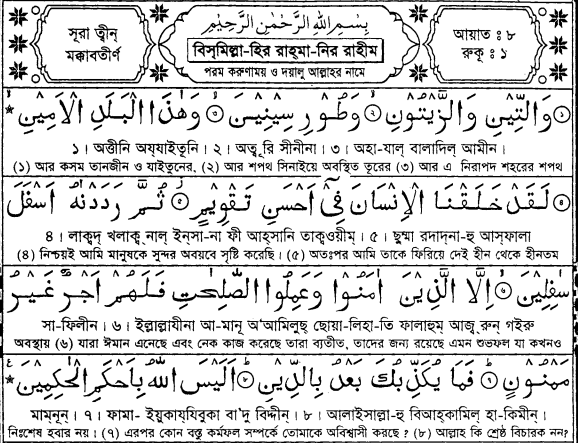 সূরা ত্বীন্
মক্কাবতীর্ণ
بِسْمِ اللهِ الرَّحْمٰنِ الرَّحِيْمِ
বিস্‌মিল্লা-হির রাহ্‌মা-নির রাহীম
পরম করুণাময় ও দয়ালু আল্লাহর নামে
আয়াত : ৮
রুকূ : ১
وَالتِّيْنِ وَالزَّيْتُوْنِ ۝ وَطُوْرِ سِيْنِيْنَ ۝ وَهٰذَا الْبَلَدِ الْاَمِيْنِ
১। অত্তীনি অয্‌যাইতূনি। ২। অত্বূরি সীনীনা। ৩। অহা-যাল্ বালাদিল্ আমীন।
(১) আর কসম তানজীন ও যাইতুনের, (২) আর শপথ সিনাইয়ে অবস্থিত তূরের (৩) আর এ নিরাপদ শহরের শপথ
لَقَدْ خَلَقْنَا الْاِنْسَانَ فِيْ اَحْسَنِ تَقْوِيْمٍ ۝ ثُمَّ رَدَدْنٰهُ اَسْفَلَ
৪। লাক্বদ্ খলাক্ব্‌নাল্ ইন্‌সা-না ফী আহ্‌সানি তাক্বওয়ীম্। ৫। ছুম্মা রদাদ্‌না-হু আস্‌ফালা
(৪) নিশ্চয়ই আমি মানুষকে সুন্দর অবয়বে সৃষ্টি করেছি। (৫) অতঃপর আমি তাকে ফিরিয়ে দেই হীন থেকে হীনতম
سٰفِلِيْنَ ۝ اِلَّا الَّذِيْنَ اٰمَنُوْا وَعَمِلُوا الصّٰلِحٰتِ فَلَهُمْ اَجْرٌ غَيْرُ
সা-ফিলীন। ৬। ইল্লাল্লাযীনা আ-মানূ অ'আমিলুছ্ ছোয়া-লিহা-তি ফালাহুম্ আজ্‌রুন্ গইরু
অবস্থায় (৬) যারা ঈমান এনেছে এবং নেক কাজ করেছে তারা ব্যতীত, তাদের জন্য রয়েছে এমন শুভফল যা কখনও
مَمْنُوْنٍ ۝ فَمَا يُكَذِّبُكَ بَعْدُ بِالدِّيْنِ ۝ اَلَيْسَ اللهُ بِاَحْكَمِ الْحٰكِمِيْنَ
মাম্‌নূন্। ৭। ফামা- ইয়ুকায্‌যিবুকা বা'দু বিদ্দীন্। ৮। আলাইসাল্লা-হু বিআহ্‌কামিল্ হা-কিমীন্।
নিঃশেষ হবার নয়। (৭) এরপর কোন বস্তু কর্মফল সম্পর্কে তোমাকে অবিশ্বাসী করছে? (৮) আল্লাহ কি শ্রেষ্ঠ বিচারক নন?